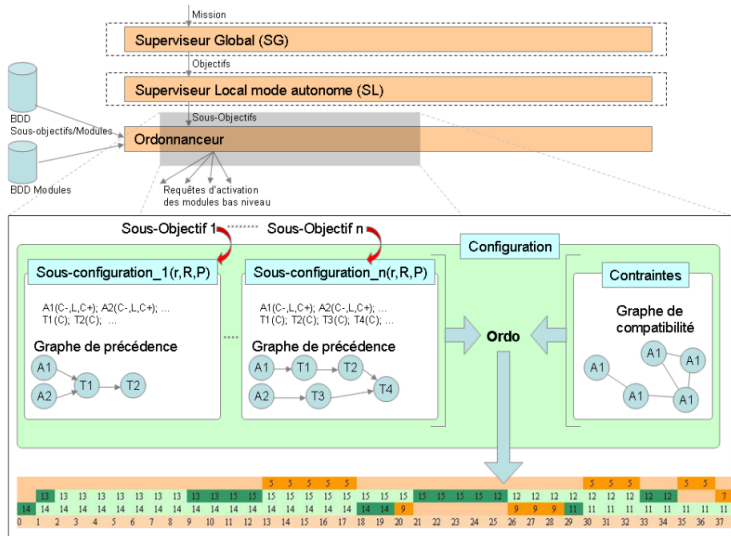 Mission
Superviseur Global (SG)
Objectifs
Superviseur Local mode autonome (SL)
BDD
Sous-objectifs/Modules
Sous-Objectifs
Ordonnanceur
BDD Modules
Requêtes d'activation
des modules bas niveau
Sous-Objectif 1 ........ Sous-Objectif n
Configuration
Sous-configuration_1(r,R,P)
A1(C-,L,C+); A2(C-,L,C+); ...
T1(C); T2(C); ...
Graphe de précédence
A1
T1
T2
A2
Sous-configuration_n(r,R,P)
A1(C-,L,C+); A2(C-,L,C+); ...
T1(C); T2(C); T3(C); T4(C); ...
Graphe de précédence
A1
T1
T2
A2
T3
T4
Ordo
Contraintes
Graphe de
compatibilité
A1
A1
A1
A1
A1
5 5 5 5 5 5 5 5 5 5
13 13 13 13 13 13 13 13 13 13 15 15 15 15 15 15 15 15 15 15 15 15 15 15 12 12 12 12 12 12 12 12 12 12 12 12 7
14 14 14 14 14 14 14 14 14 14 14 14 14 14 14 14 14 14 14 14 9 9 9 9 11 11 11 11 11 11 11 11 11
0 1 2 3 4 5 6 7 8 9 10 11 12 13 14 15 16 17 18 19 20 21 22 23 24 25 26 27 28 29 30 31 32 33 34 35 36 37